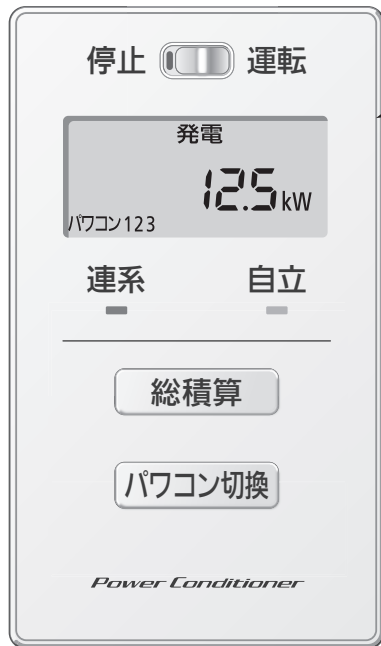 停止 運転
発電
12.5kW
パワコン123
連系 自立
総積算
パワコン切換
Power Conditioner